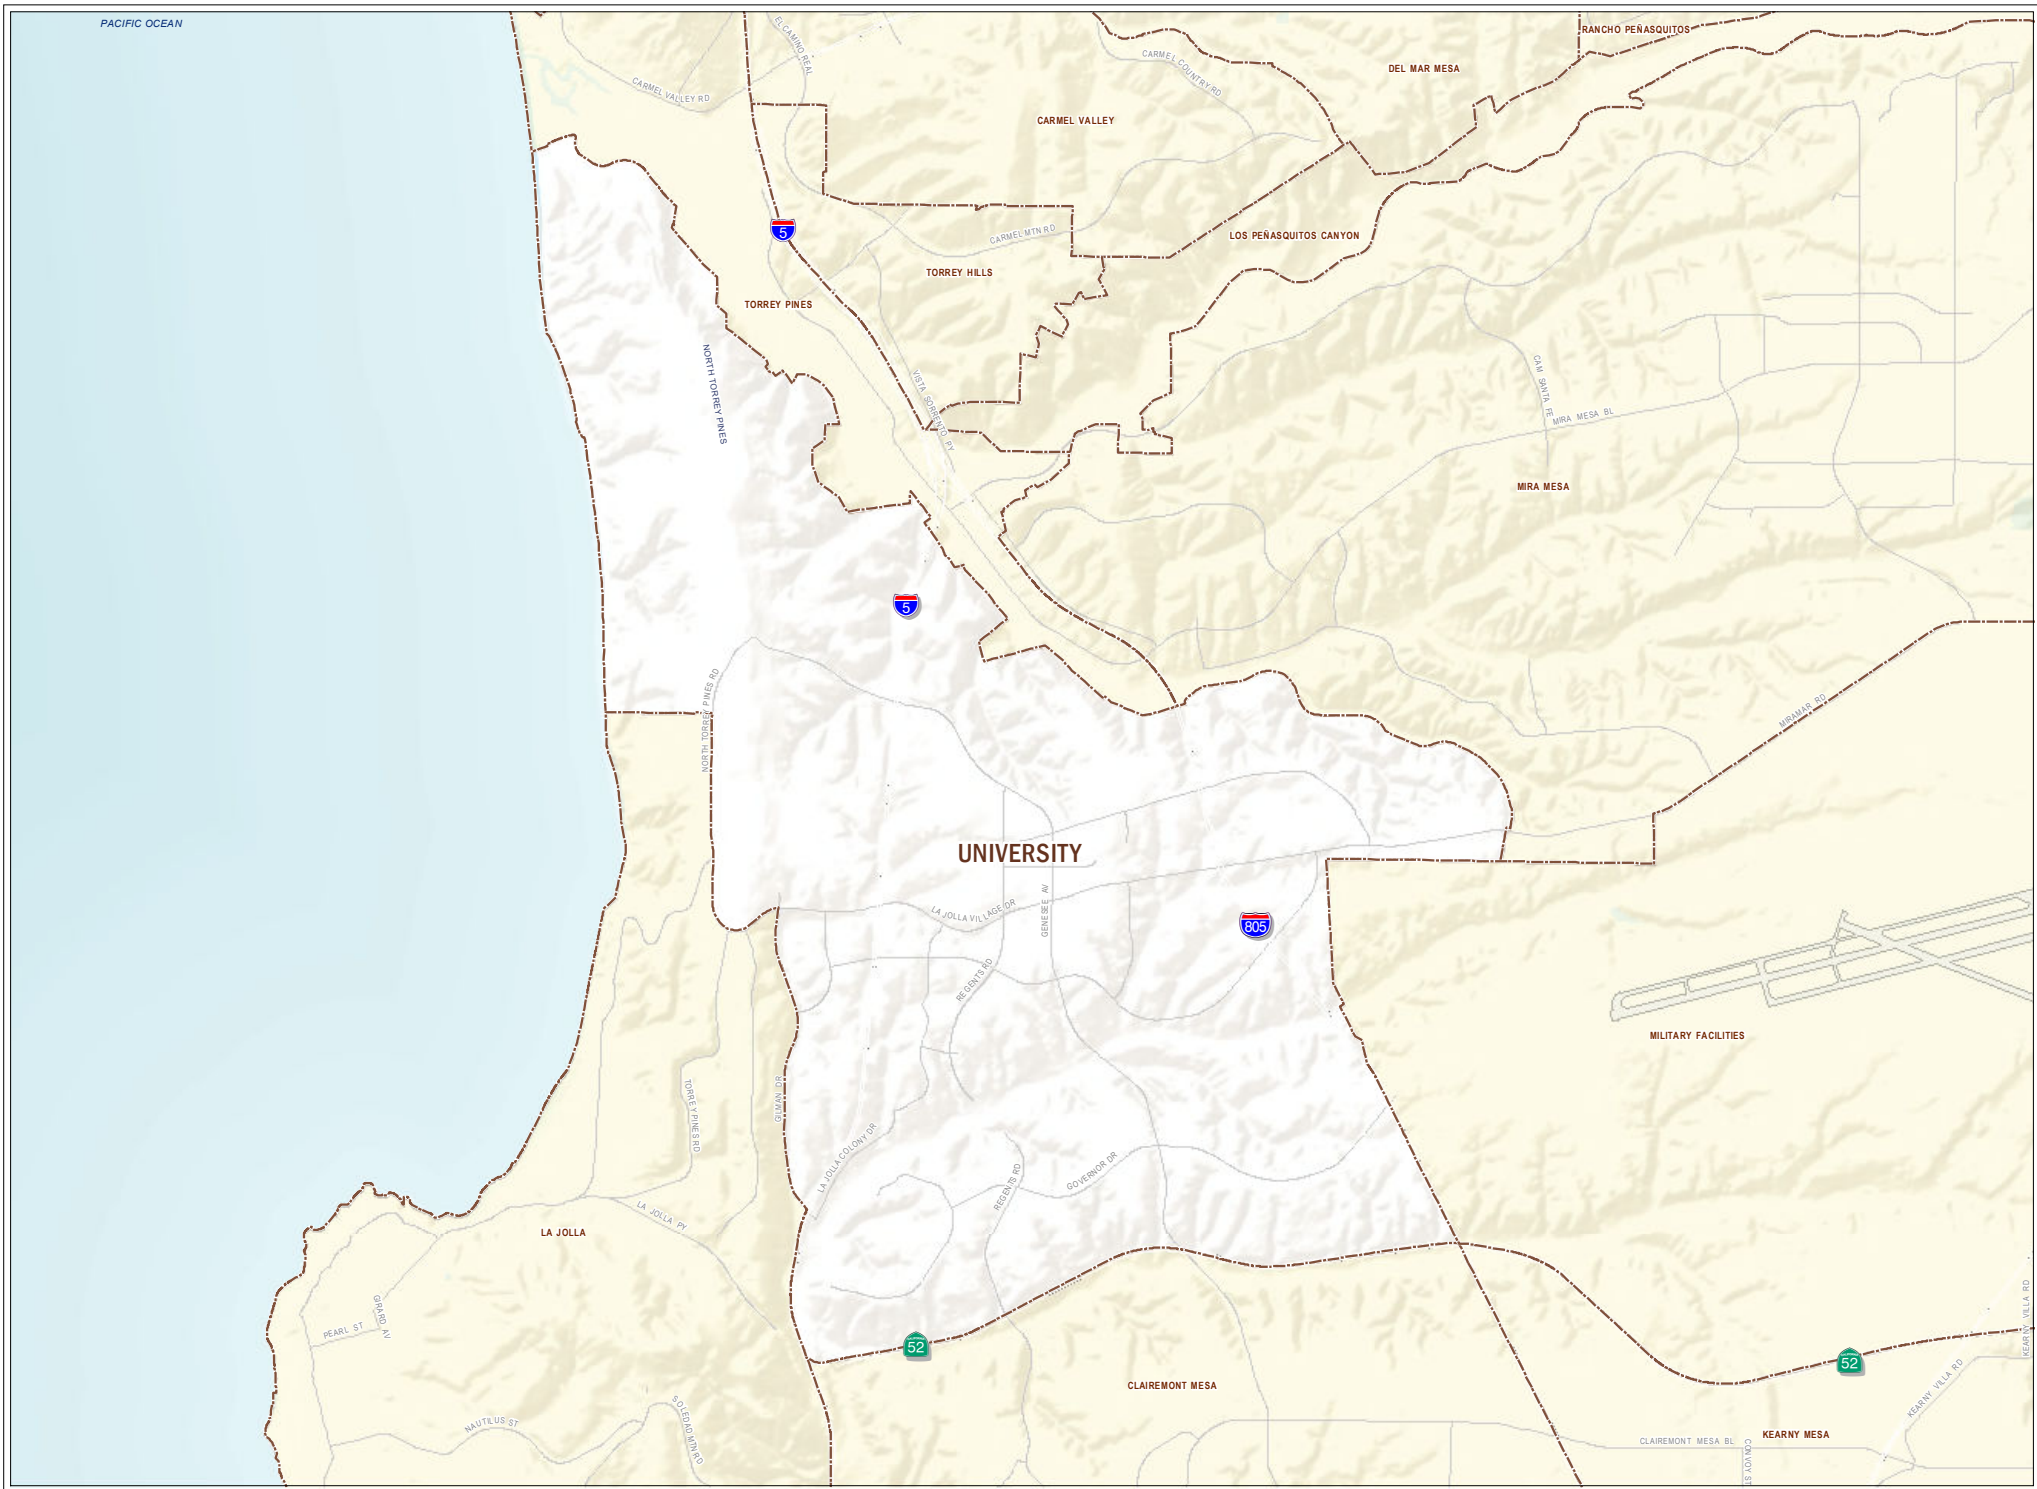 PACIFIC OCEAN
RANCHO PEÑASQUITOS
EL CAMINO REAL
CARMEL COUNTRY RD
DEL MAR MESA
CARMEL VALLEY RD
CARMEL VALLEY
5
CARMEL MTN RD
LOS PEÑASQUITOS CANYON
TORREY HILLS
TORREY PINES
NORTH TORREY PINES
VISTA SORRENTO PY
CAM SANTA FE
MIRA MESA BL
MIRA MESA
5
NORTH TORREY PINES RD
MIRAMAR RD
UNIVERSITY
LA JOLLA VILLAGE DR
GENESEE AV
805
REGENTS RD
MILITARY FACILITIES
GILMAN DR
TORREY PINES RD
LA JOLLA COLONY DR
GOVERNOR DR
REGENTS RD
LA JOLLA PY
LA JOLLA
GIRARD AV
PEARL ST
52
KEARNY VILLA RD
52
CLAIREMONT MESA
KEARNY VILLA RD
NAUTILUS ST
SOLEDAD MTN RD
KEARNY MESA
CLAIREMONT MESA BL
CONVOY ST